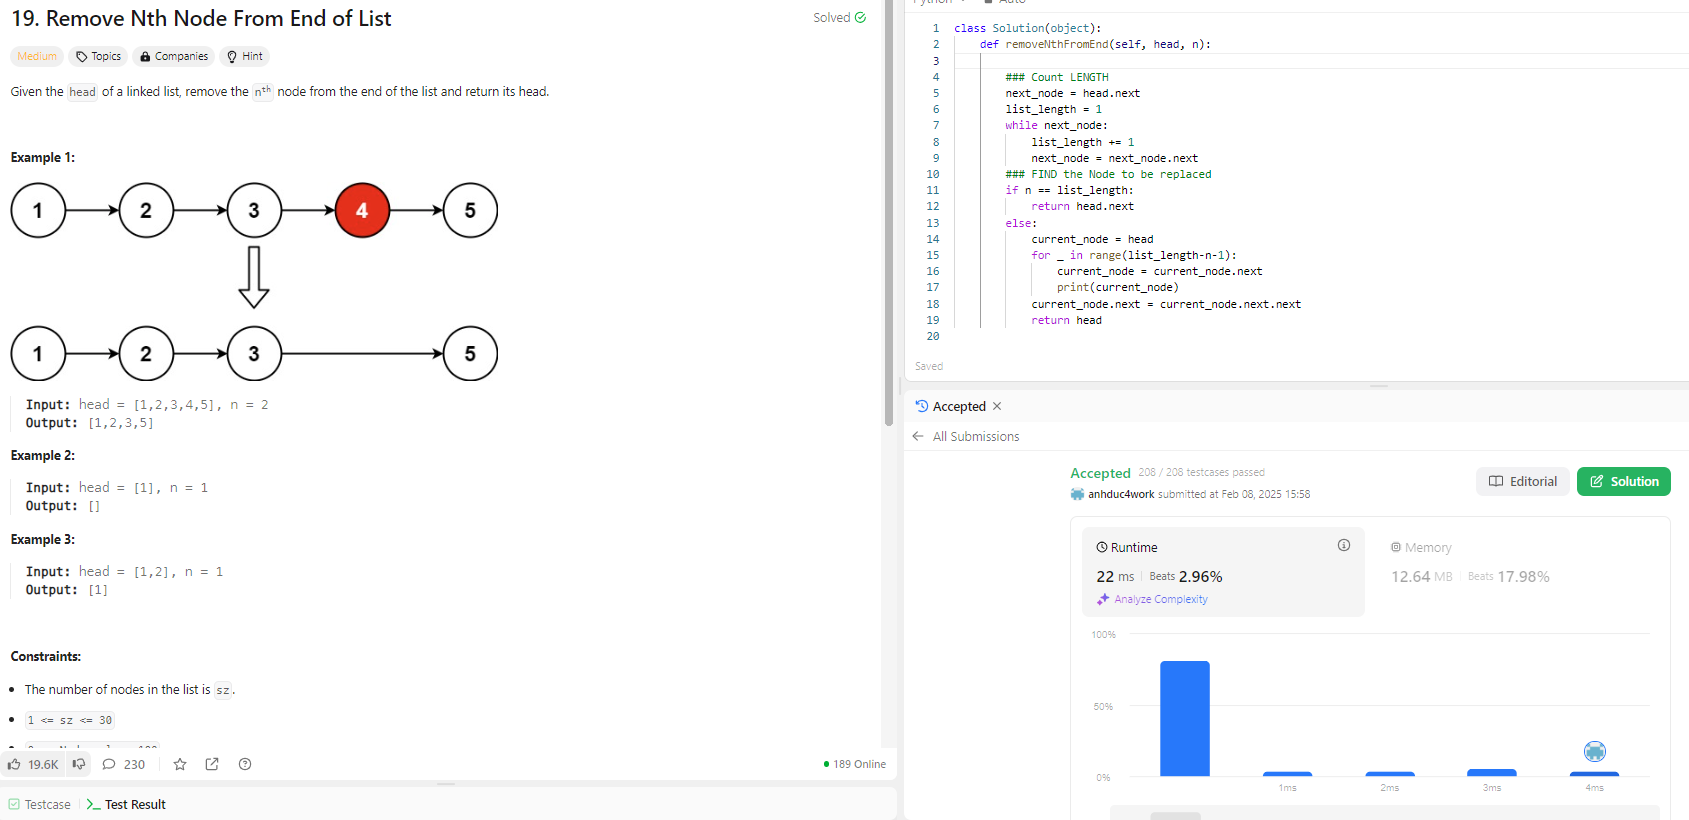 19. Remove Nth Node From End of List
Solved
Medium
Topics
Companies
Hint
Given the head of a linked list, remove the nth node from the end of the list and return its head.
Example 1:
1 2 3 4 5
1 2 3 5
Input: head = [1,2,3,4,5], n = 2
Output: [1,2,3,5]
Example 2:
Input: head = [1], n = 1
Output: []
Example 3:
Input: head = [1,2], n = 1
Output: [1]
Constraints:
The number of nodes in the list is sz.
1 <= sz <= 30
19.6K
230
189 Online
Testcase
Test Result
Python
Auto
1 class Solution(object):
2 def removeNthFromEnd(self, head, n):
3
4 ### Count LENGTH
5 next_node = head.next
6 list_length = 1
7 while next_node:
8 list_length += 1
9 next_node = next_node.next
10 ### FIND the Node to be replaced
11 if n == list_length:
12 return head.next
13 else:
14 current_node = head
15 for _ in range(list_length-n-1):
16 current_node = current_node.next
17 print(current_node)
18 current_node.next = current_node.next.next
19 return head
20
Saved
Accepted
All Submissions
Accepted 208 / 208 testcases passed
anhduc4work submitted at Feb 08, 2025 15:58
Editorial
Solution
Runtime
22 ms Beats 2.96%
Analyze Complexity
Memory
12.64 MB Beats 17.98%
100%
50%
0%
1ms 2ms 3ms 4ms